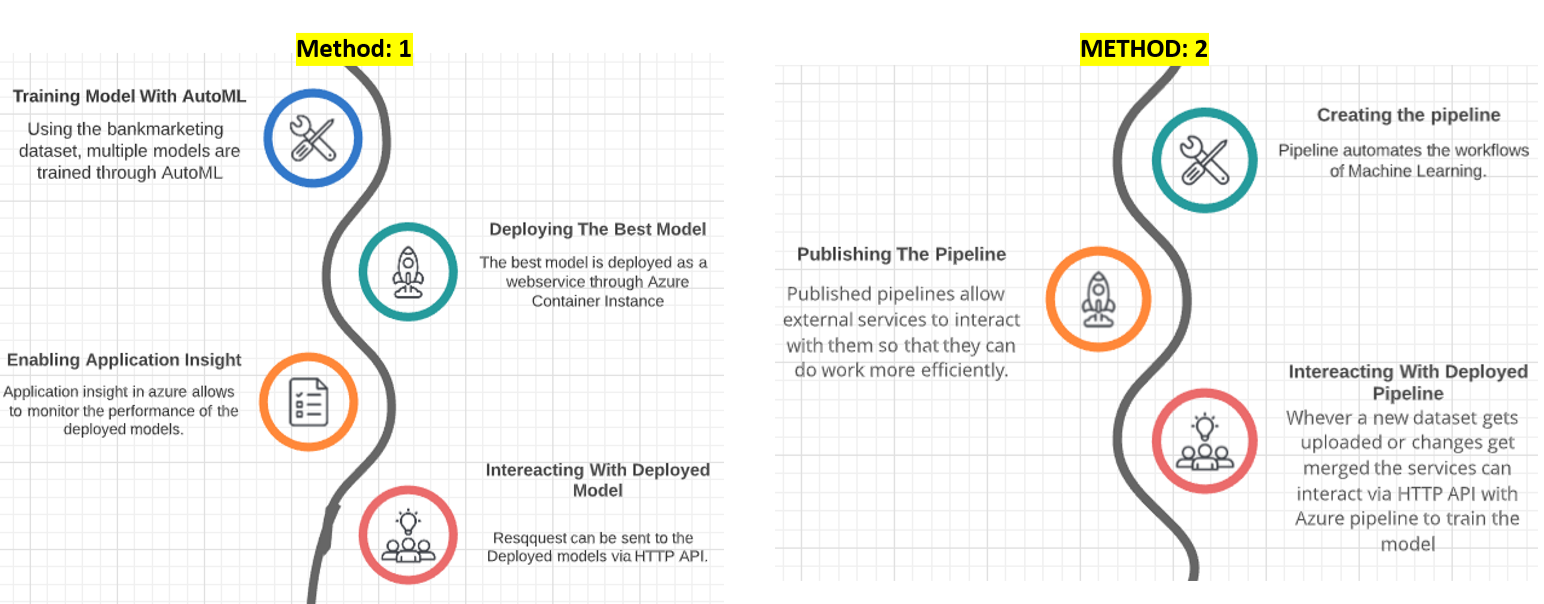 Method: 1
Training Model With AutoML
Using the bankmarketing
dataset, multiple models are
trained through AutoML
Deploying The Best Model
The best model is deployed as a
webservice through Azure
Container Instance
Enabling Application Insight
Application insight in azure allows
to monitor the performance of the
deployed models.
Intereacting With Deployed
Model
Resqquest can be sent to the
Deployed models via HTTP API.
METHOD: 2
Creating the pipeline
Pipeline automates the workflows
of Machine Learning.
Publishing The Pipeline
Published pipelines allow
external services to interact
with them so that they can
do work more efficiently.
Intereacting With Deployed
Pipeline
Whever a new dataset gets
uploaded or changes get
merged the services can
interact via HTTP API with
Azure pipeline to train the
model